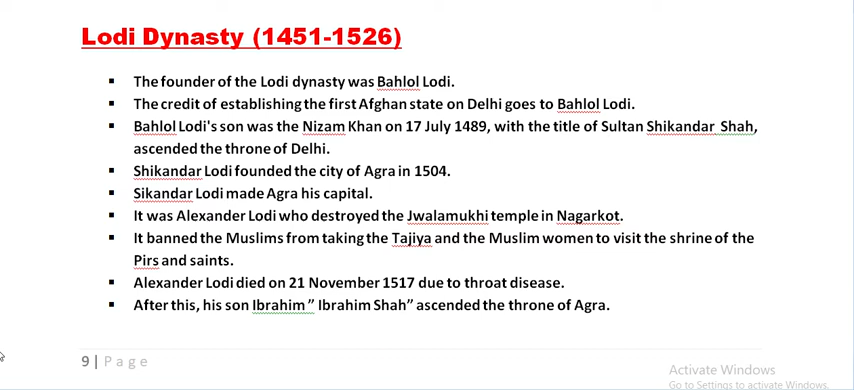 Lodi Dynasty (1451-1526)
▪ The founder of the Lodi dynasty was Bahlol Lodi.
▪ The credit of establishing the first Afghan state on Delhi goes to Bahlol Lodi.
▪ Bahlol Lodi's son was the Nizam Khan on 17 July 1489, with the title of Sultan Shikandar Shah,
ascended the throne of Delhi.
▪ Shikandar Lodi founded the city of Agra in 1504.
▪ Sikandar Lodi made Agra his capital.
▪ It was Alexander Lodi who destroyed the Jwalamukhi temple in Nagarkot.
▪ It banned the Muslims from taking the Tajiya and the Muslim women to visit the shrine of the
Pirs and saints.
▪ Alexander Lodi died on 21 November 1517 due to throat disease.
▪ After this, his son Ibrahim” Ibrahim Shah” ascended the throne of Agra.
9 | Page
Activate Windows
Go to Settings to activate Windows.